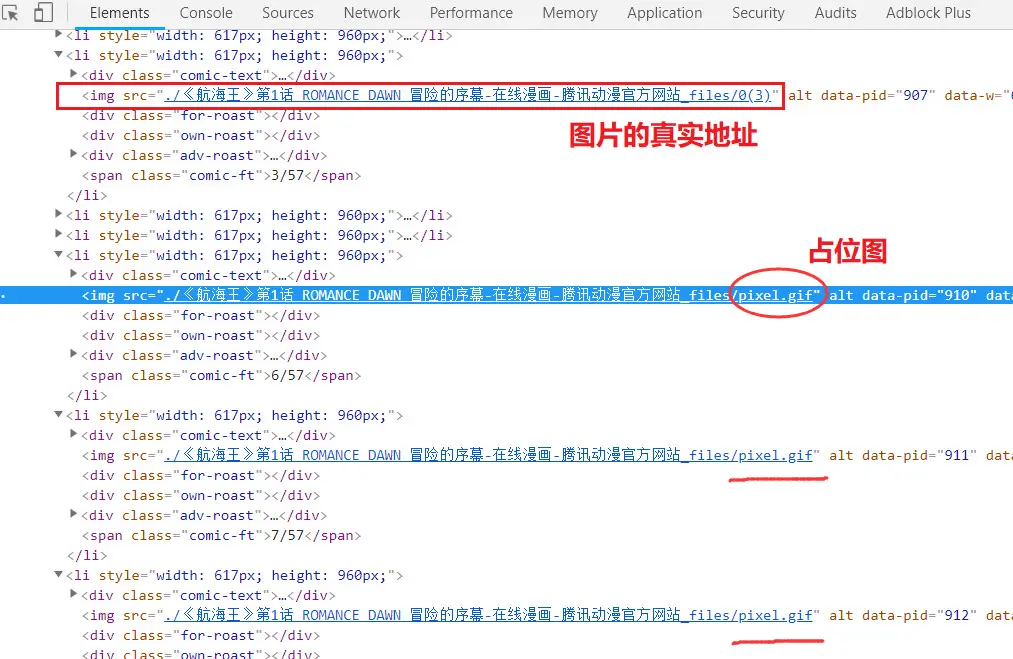 Elements Console Sources Network Performance Memory Application Security Audits Adblock Plus
<li style="width: 617px; height: 960px;">…</li>
<li style="width: 617px; height: 960px;">
<div class="comic-text">…</div>
<img src="./《航海王》第1话 ROMANCE DAWN 冒险的序幕-在线漫画-腾讯动漫官方网站_files/0(3)" alt data-pid="907" data-w="6
<div class="for-roast"></div>
图片的真实地址
<div class="own-roast"></div>
<div class="adv-roast">…</div>
<span class="comic-ft">3/57</span>
</li>
<li style="width: 617px; height: 960px;">…</li>
<li style="width: 617px; height: 960px;">…</li>
占位图
<li style="width: 617px; height: 960px;">
<div class="comic-text">…</div>
<img src="./《航海王》第1话 ROMANCE DAWN 冒险的序幕-在线漫画-腾讯动漫官方网站_files/pixel.gif" alt data-pid="910" data
<div class="for-roast"></div>
<div class="own-roast"></div>
<div class="adv-roast">…</div>
<span class="comic-ft">6/57</span>
</li>
<li style="width: 617px; height: 960px;">
<div class="comic-text">…</div>
<img src="./《航海王》第1话 ROMANCE DAWN 冒险的序幕-在线漫画-腾讯动漫官方网站_files/pixel.gif" alt data-pid="911" data
<div class="for-roast"></div>
<div class="own-roast"></div>
<div class="adv-roast">…</div>
<span class="comic-ft">7/57</span>
</li>
<li style="width: 617px; height: 960px;">
<div class="comic-text">…</div>
<img src="./《航海王》第1话 ROMANCE DAWN 冒险的序幕-在线漫画-腾讯动漫官方网站_files/pixel.gif" alt data-pid="912" data
<div class="for-roast"></div>
<div class="own-roast"></div>